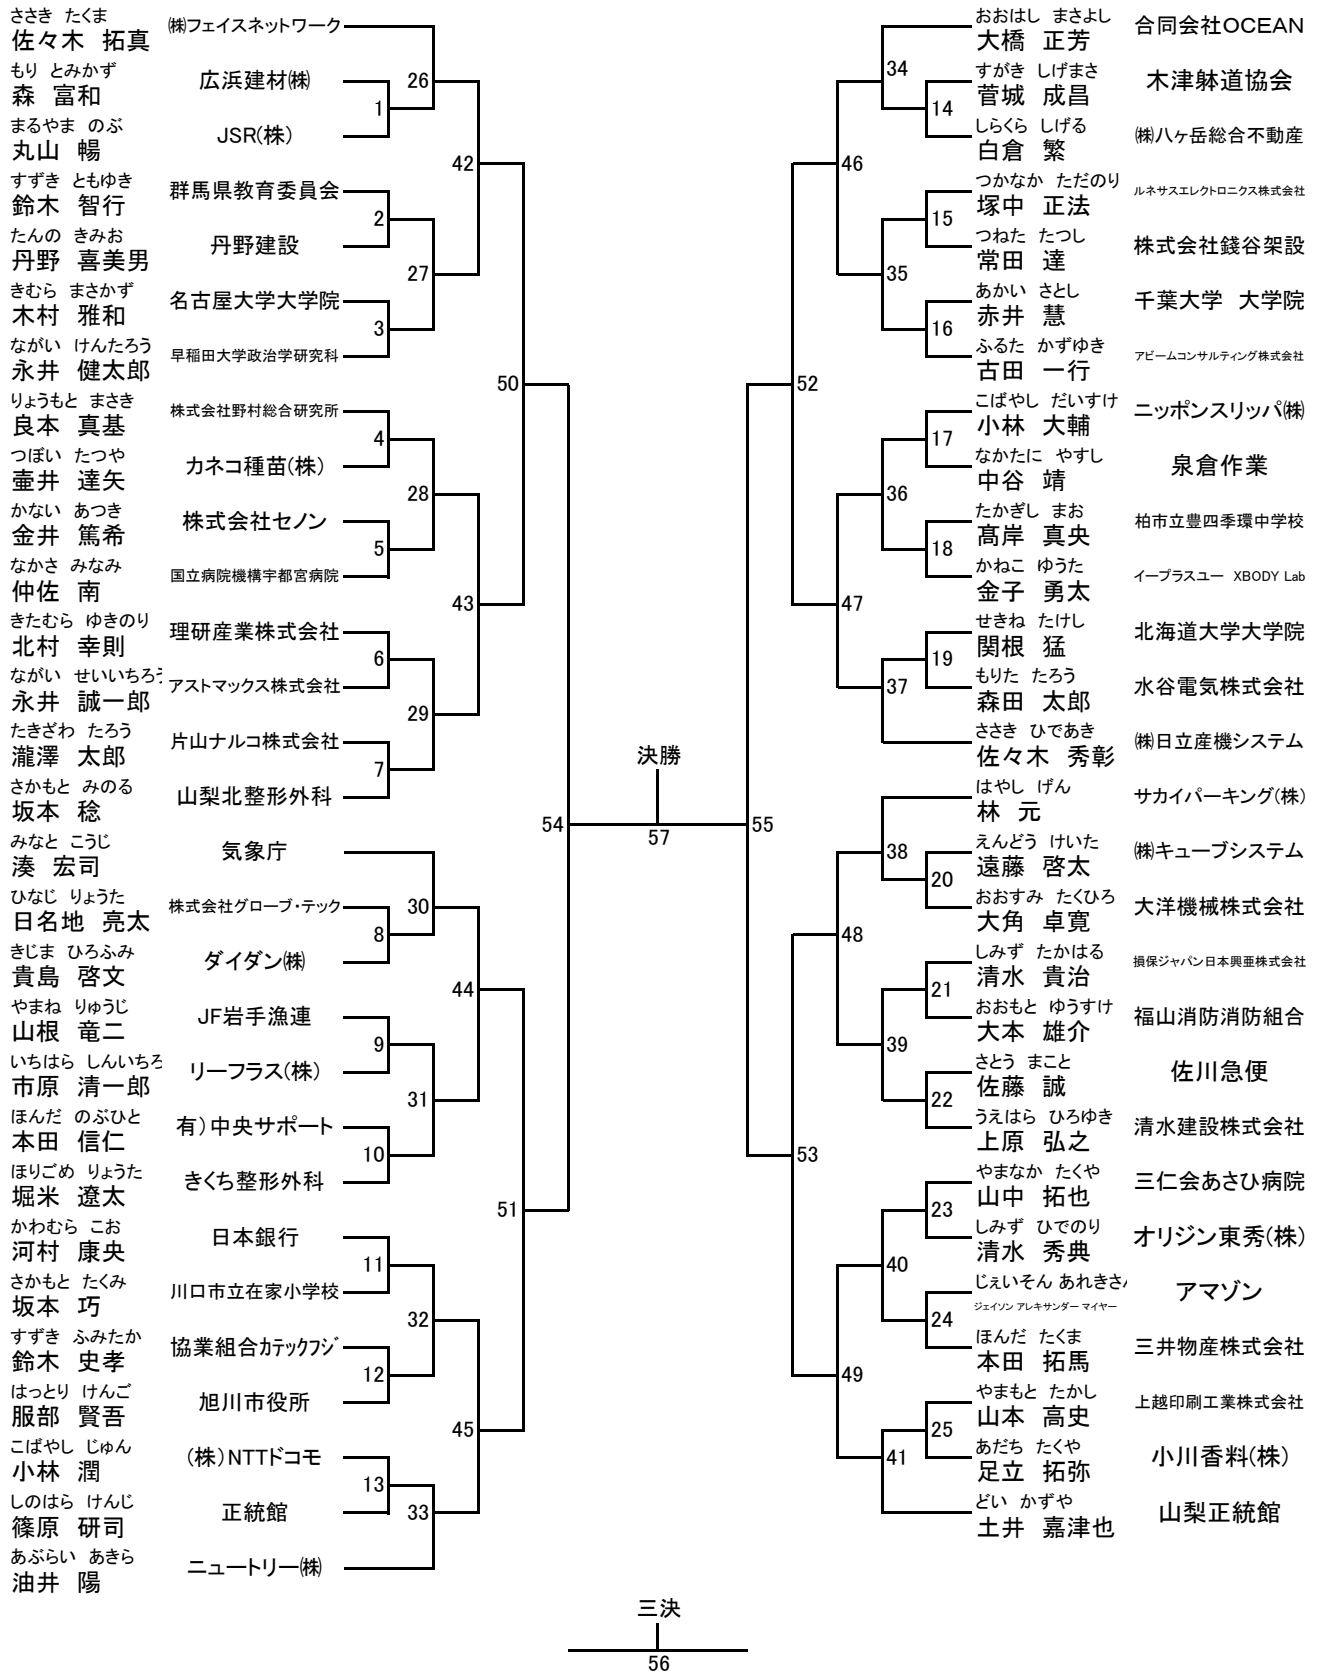 ささき たくま
佐々木 拓真 ㈱フェイスネットワーク
もり とみかず
森 富和 広浜建材㈱
まるやま のぶ
丸山 暢 JSR(株)
すずき ともゆき
鈴木 智行 群馬県教育委員会
たんの きみお
丹野 喜美男 丹野建設
きむら まさかず
木村 雅和 名古屋大学大学院
ながい けんたろう
永井 健太郎 早稲田大学政治学研究科
りょうもと まさき
良本 真基 株式会社野村総合研究所
つぼい たつや
壷井 達矢 カネコ種苗(株)
かない あつき
金井 篤希 株式会社セノン
なかさ みなみ
仲佐 南 国立病院機構宇都宮病院
きたむら ゆきのり
北村 幸則 理研産業株式会社
ながい せいいちろう
永井 誠一郎 アストマックス株式会社
たきざわ たろう
瀧澤 太郎 片山ナルコ株式会社
さかもと みのる
坂本 稔 山梨北整形外科
みなと こうじ
湊 宏司 気象庁
ひなじ りょうた
日名地 亮太 株式会社グローブ・テック
きじま ひろふみ
貴島 啓文 ダイダン㈱
やまね りゅうじ
山根 竜二 JF岩手漁連
いちはら しんいちろ
市原 清一郎 リーフラス(株)
ほんだ のぶひと
本田 信仁 有)中央サポート
ほりごめ りょうた
堀米 遼太 きくち整形外科
かわむら こお
河村 康央 日本銀行
さかもと たくみ
坂本 巧 川口市立在家小学校
すずき ふみたか
鈴木 史孝 協業組合ｶﾃｯｸﾌｼﾞ
はっとり けんご
服部 賢吾 旭川市役所
こばやし じゅん
小林 潤 (株)NTTドコモ
しのはら けんじ
篠原 研司 正統館
あぶらい あきら
油井 陽 ニュートリー㈱
1
2
3
4
5
6
7
8
9
10
11
12
13
26
27
28
29
30
31
32
33
42
43
44
45
50
51
54
決勝
57
三決
56
55
52
53
46
47
48
49
34
35
36
37
38
39
40
41
14
15
16
17
18
19
20
21
22
23
24
25
おおはし まさよし
大橋 正芳 合同会社OCEAN
すがき しげまさ
菅城 成昌 木津躰道協会
しらくら しげる
白倉 繁 ㈱八ヶ岳総合不動産
つかなか ただのり
塚中 正法 ルネサスエレクトロニクス株式会社
つねた たつし
常田 達 株式会社錢谷架設
あかい さとし
赤井 慧 千葉大学 大学院
ふるた かずゆき
古田 一行 アビームコンサルティング株式会社
こばやし だいすけ
小林 大輔 ニッポンスリッパ㈱
なかたに やすし
中谷 靖 泉倉作業
たかぎし まお
髙岸 真央 柏市立豊四季環中学校
かねこ ゆうた
金子 勇太 イープラスユー XBODY Lab
せきね たけし
関根 猛 北海道大学大学院
もりた たろう
森田 太郎 水谷電気株式会社
ささき ひであき
佐々木 秀彰 ㈱日立産機システム
はやし げん
林 元 サカイパーキング(株)
えんどう けいた
遠藤 啓太 ㈱キューブシステム
おおすみ たくひろ
大角 卓寛 大洋機械株式会社
しみず たかはる
清水 貴治 損保ジャパン日本興亜株式会社
おおもと ゆうすけ
大本 雄介 福山消防消防組合
さとう まこと
佐藤 誠 佐川急便
うえはら ひろゆき
上原 弘之 清水建設株式会社
やまなか たくや
山中 拓也 三仁会あさひ病院
しみず ひでのり
清水 秀典 オリジン東秀(株)
じぇいそん あれきさん
ジェイソン アレキサンダー マイヤー アマゾン
ほんだ たくま
本田 拓馬 三井物産株式会社
やまもと たかし
山本 高史 上越印刷工業株式会社
あだち たくや
足立 拓弥 小川香料(株)
どい かずや
土井 嘉津也 山梨正統館